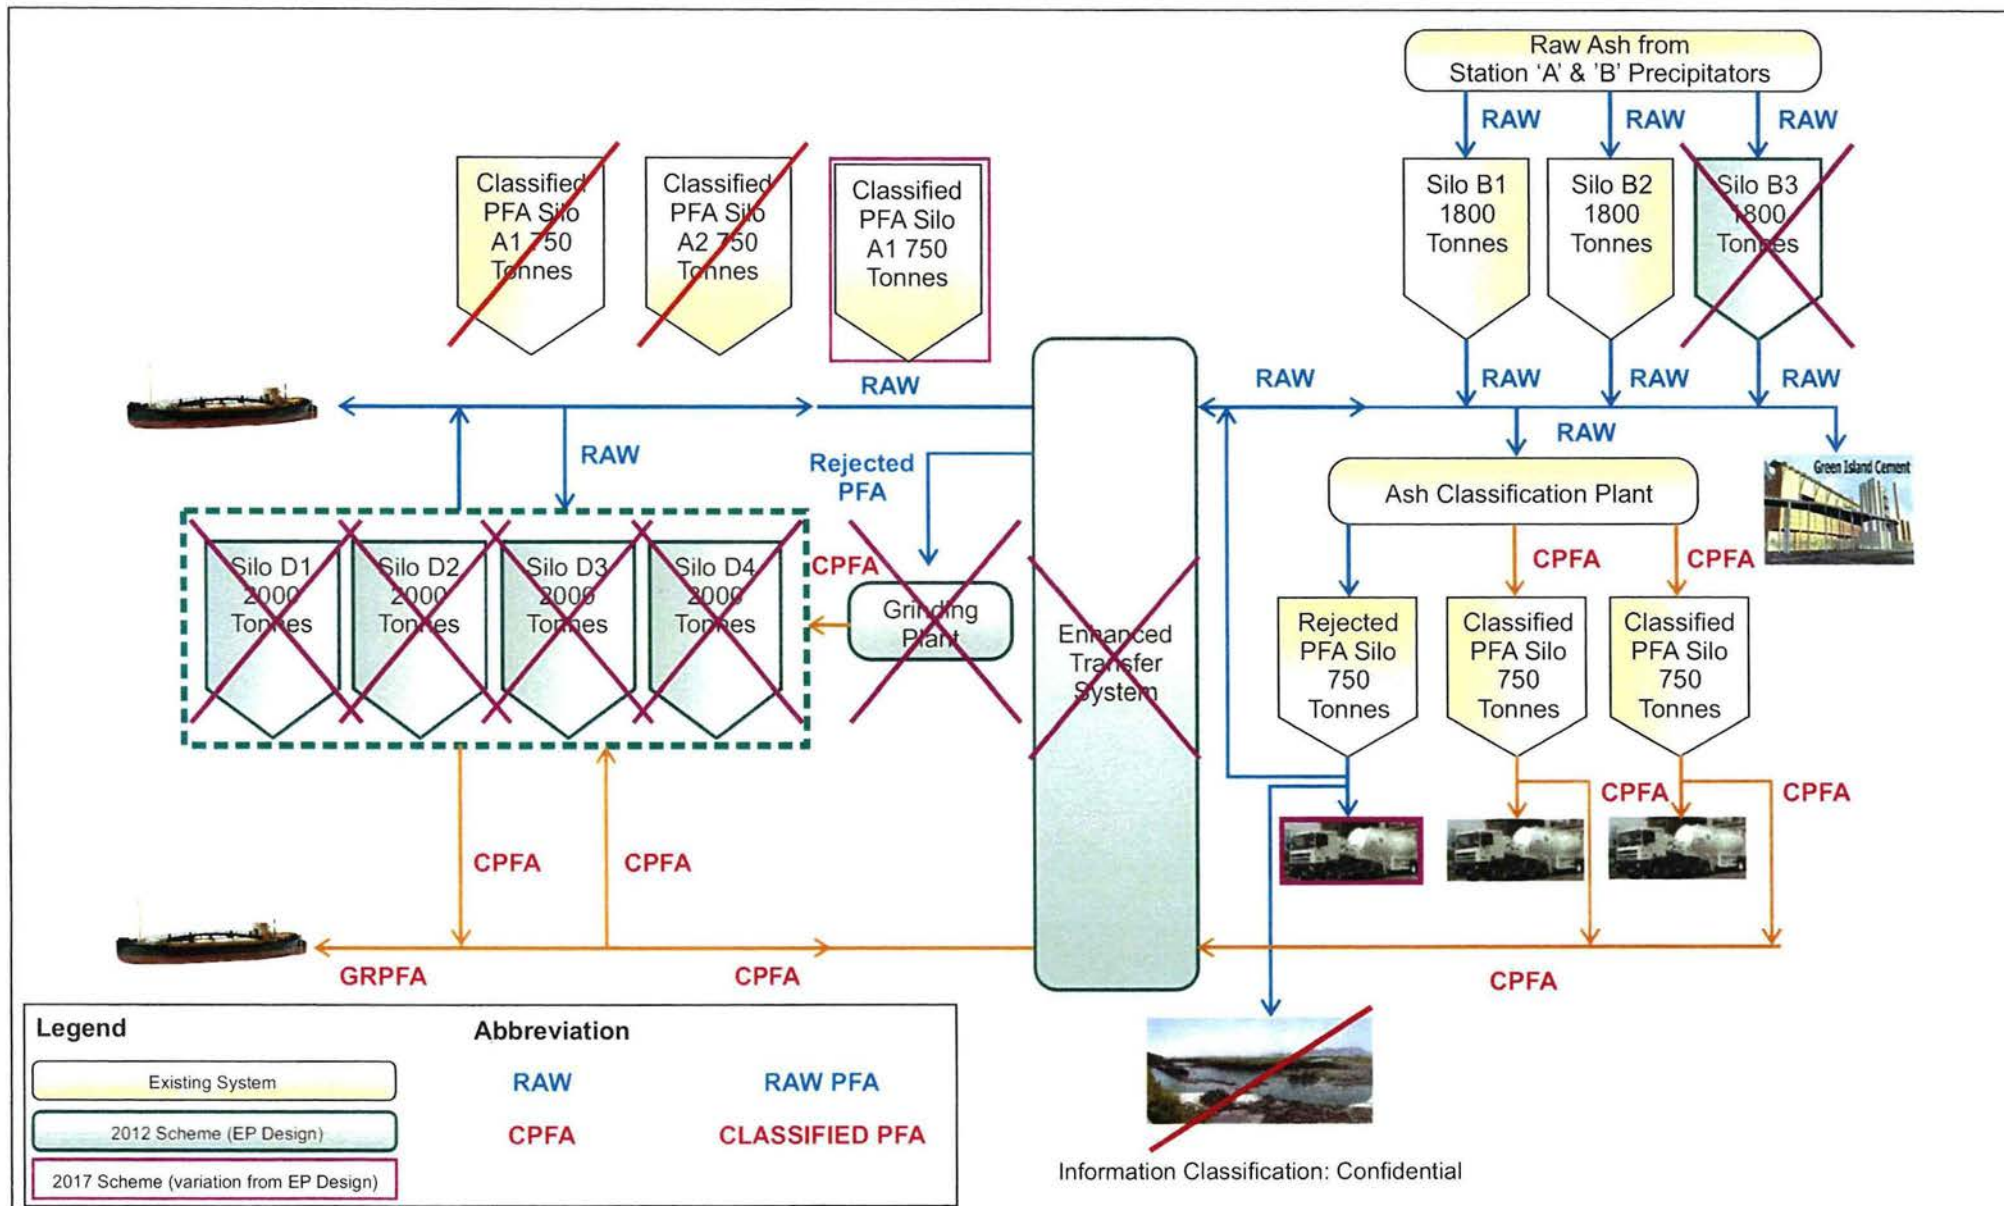 Raw Ash from
Station 'A' & 'B' Precipitators
RAW
RAW
RAW
Classified
PFA Silo
A1 750
Tonnes
Classified
PFA Silo
A2 750
Tonnes
Classified
PFA Silo
A1 750
Tonnes
Silo B1
1800
Tonnes
Silo B2
1800
Tonnes
Silo B3
1800
Tonnes
RAW
RAW
RAW
RAW
RAW
RAW
RAW
Rejected
PFA
Green Island Cement
Ash Classification Plant
Silo D1
2000
Tonnes
Silo D2
2000
Tonnes
Silo D3
2000
Tonnes
Silo D4
2000
Tonnes
CPFA
Grinding
Plant
Enhanced
Transfer
System
CPFA
CPFA
Rejected
PFA Silo
750
Tonnes
Classified
PFA Silo
750
Tonnes
Classified
PFA Silo
750
Tonnes
CPFA
CPFA
CPFA
CPFA
GRPFA
CPFA
CPFA
Legend
Abbreviation
Existing System
RAW
RAW PFA
2012 Scheme (EP Design)
CPFA
CLASSIFIED PFA
2017 Scheme (variation from EP Design)
Information Classification: Confidential